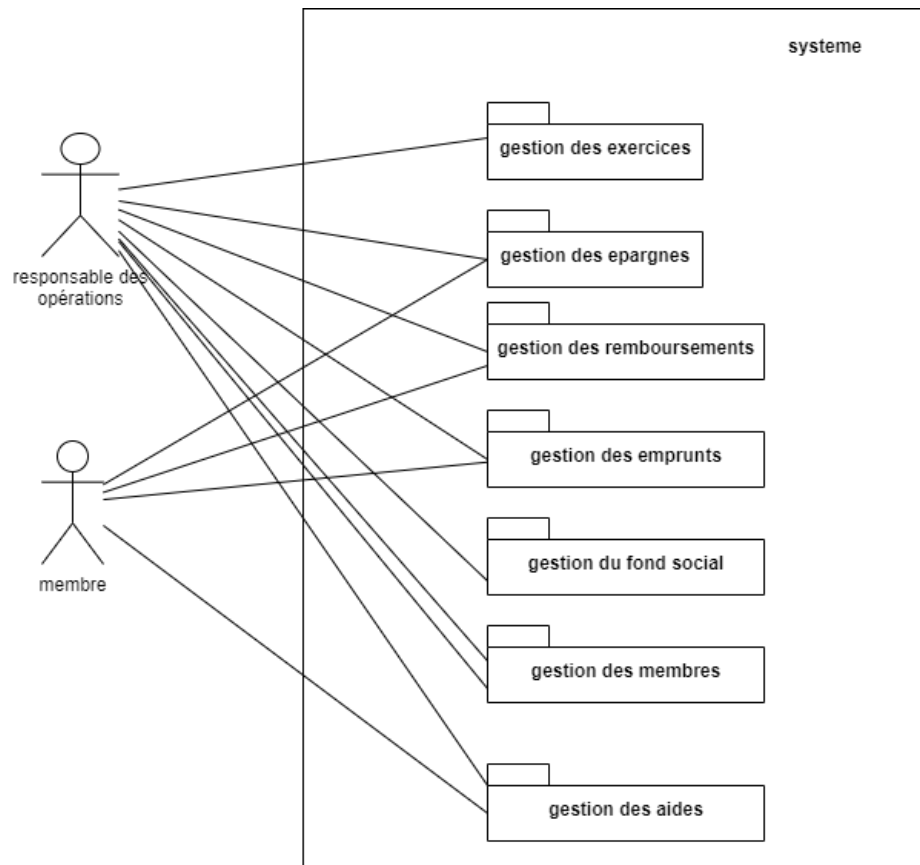 systeme
gestion des exercices
responsable des
opérations
gestion des epargnes
gestion des remboursements
gestion des emprunts
membre
gestion du fond social
gestion des membres
gestion des aides